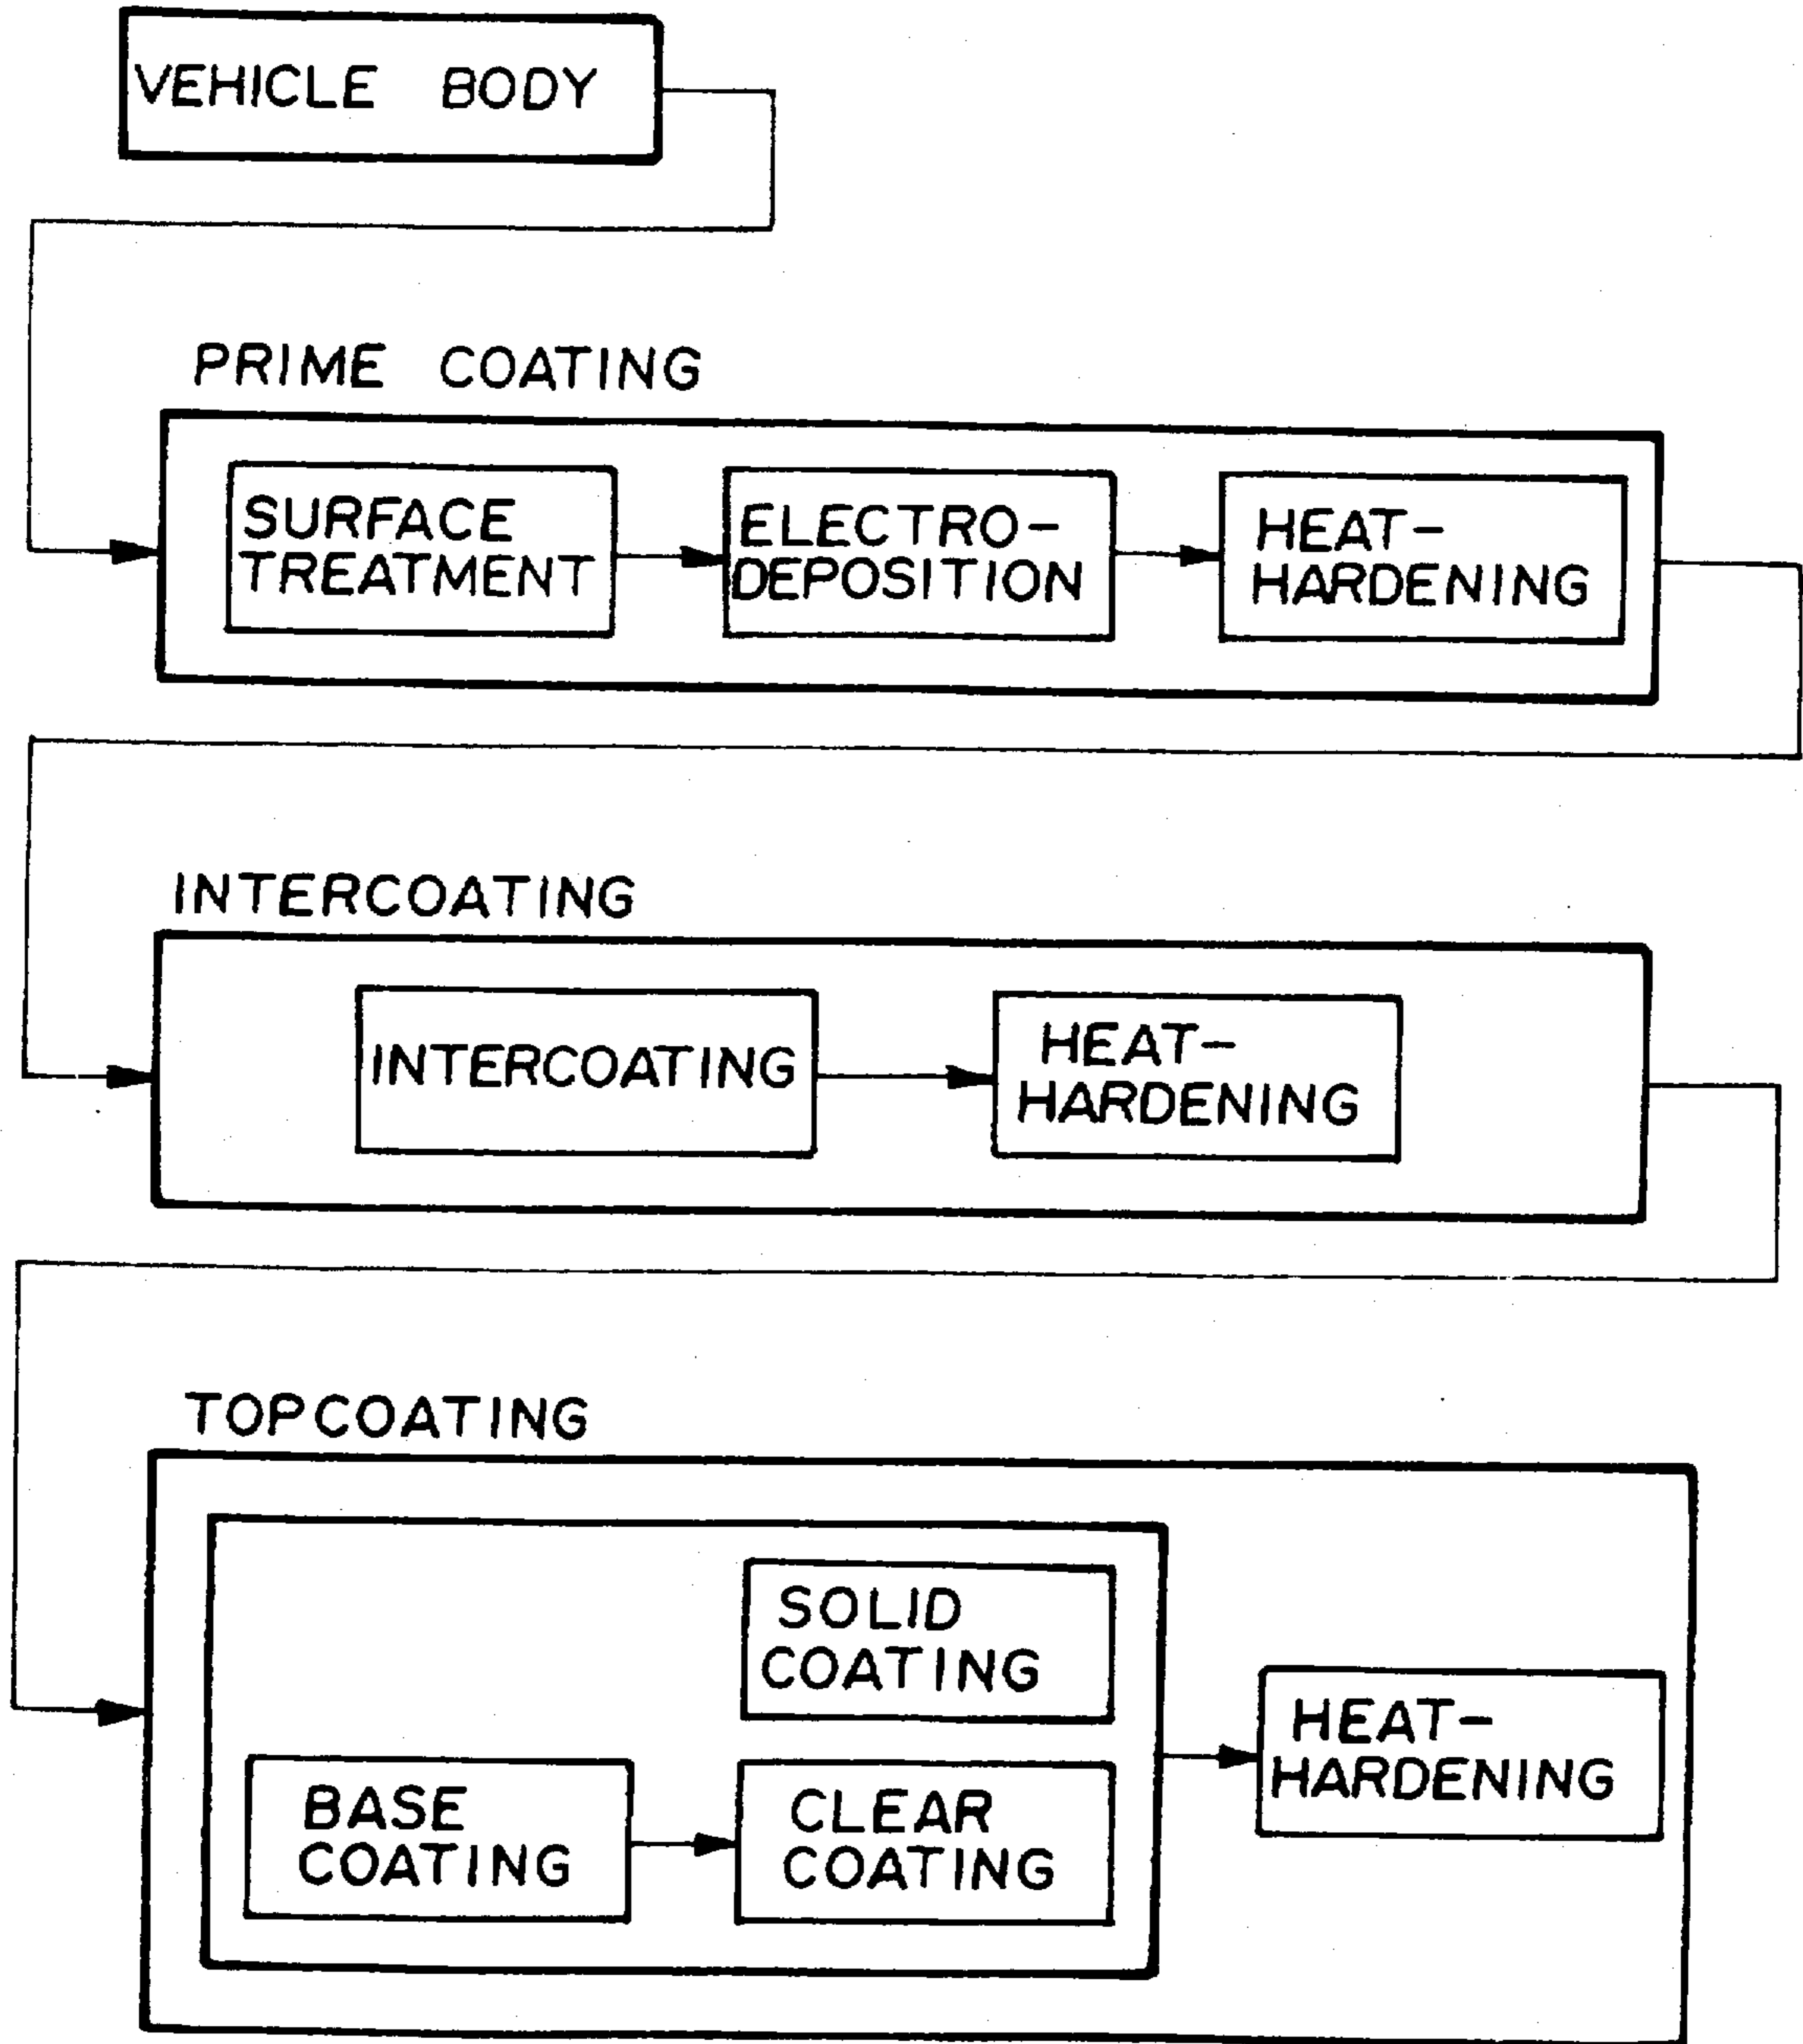 VEHICLE BODY
PRIME COATING
SURFACE
TREATMENT
ELECTRO-
DEPOSITION
HEAT-
HARDENING
INTERCOATING
INTERCOATING
HEAT-
HARDENING
TOPCOATING
SOLID
COATING
BASE
COATING
CLEAR
COATING
HEAT-
HARDENING